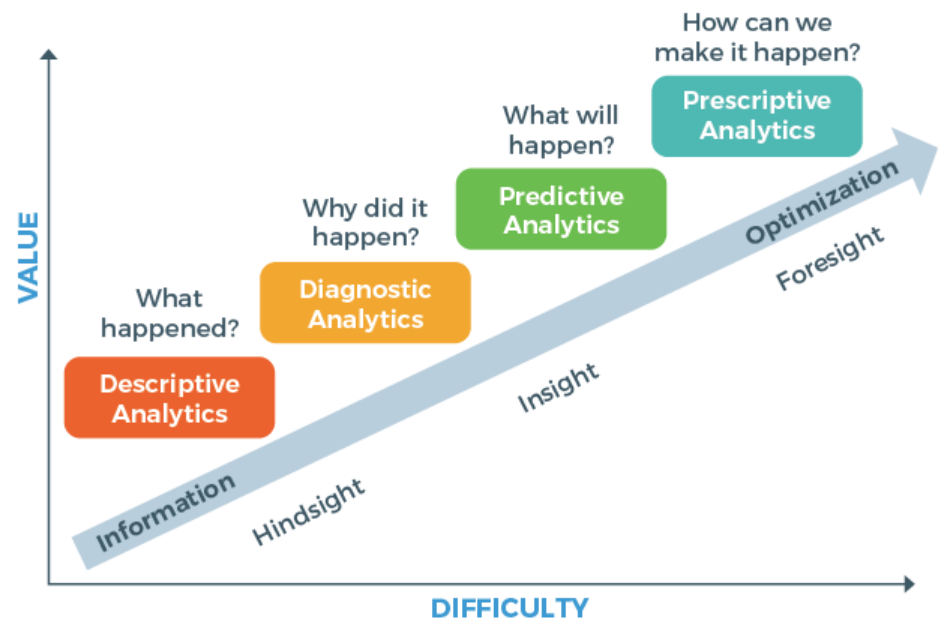 How can we
make it happen?
Prescriptive
Analytics
What will
happen?
Predictive
Analytics
Why did it
happen?
Diagnostic
Analytics
What
happened?
Descriptive
Analytics
VALUE
Information
Optimization
Hindsight
Insight
Foresight
DIFFICULTY